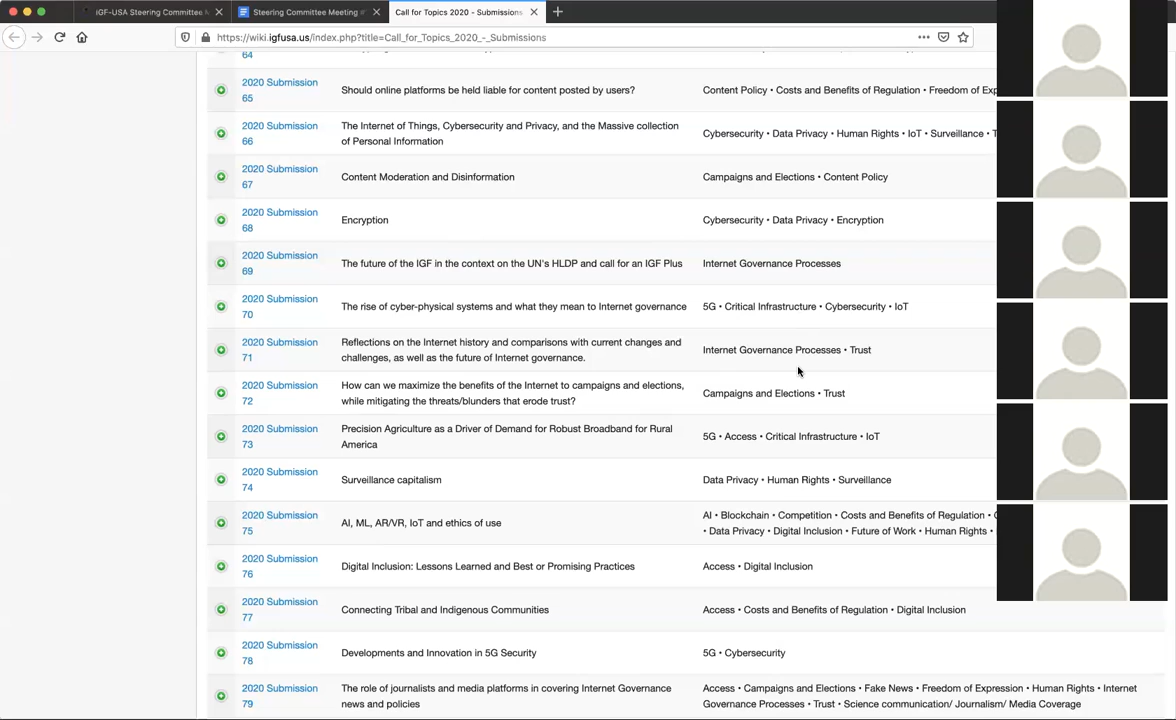 IGF-USA Steering Committee M
Steering Committee Meeting #
Call for Topics 2020 - Submissions
https://wiki.igfusa.us/index.php?title=Call_for_Topics_2020_-_Submissions
64
2020 Submission
65
Should online platforms be held liable for content posted by users?
Content Policy • Costs and Benefits of Regulation • Freedom of Exp
2020 Submission
66
The Internet of Things, Cybersecurity and Privacy, and the Massive collection
of Personal Information
Cybersecurity • Data Privacy • Human Rights • IoT • Surveillance • T
2020 Submission
67
Content Moderation and Disinformation
Campaigns and Elections • Content Policy
2020 Submission
68
Encryption
Cybersecurity • Data Privacy • Encryption
2020 Submission
69
The future of the IGF in the context on the UN's HLDP and call for an IGF Plus
Internet Governance Processes
2020 Submission
70
The rise of cyber-physical systems and what they mean to Internet governance
5G • Critical Infrastructure • Cybersecurity • IoT
2020 Submission
71
Reflections on the Internet history and comparisons with current changes and
challenges, as well as the future of Internet governance.
Internet Governance Processes • Trust
2020 Submission
72
How can we maximize the benefits of the Internet to campaigns and elections,
while mitigating the threats/blunders that erode trust?
Campaigns and Elections • Trust
2020 Submission
73
Precision Agriculture as a Driver of Demand for Robust Broadband for Rural
America
5G • Access • Critical Infrastructure • IoT
2020 Submission
74
Surveillance capitalism
Data Privacy • Human Rights • Surveillance
2020 Submission
75
AI, ML, AR/VR, IoT and ethics of use
AI • Blockchain • Competition • Costs and Benefits of Regulation •
• Data Privacy • Digital Inclusion • Future of Work • Human Rights •
2020 Submission
76
Digital Inclusion: Lessons Learned and Best or Promising Practices
Access • Digital Inclusion
2020 Submission
77
Connecting Tribal and Indigenous Communities
Access • Costs and Benefits of Regulation • Digital Inclusion
2020 Submission
78
Developments and Innovation in 5G Security
5G • Cybersecurity
2020 Submission
79
The role of journalists and media platforms in covering Internet Governance
news and policies
Access • Campaigns and Elections • Fake News • Freedom of Expression • Human Rights • Internet
Governance Processes • Trust • Science communication/ Journalism/ Media Coverage